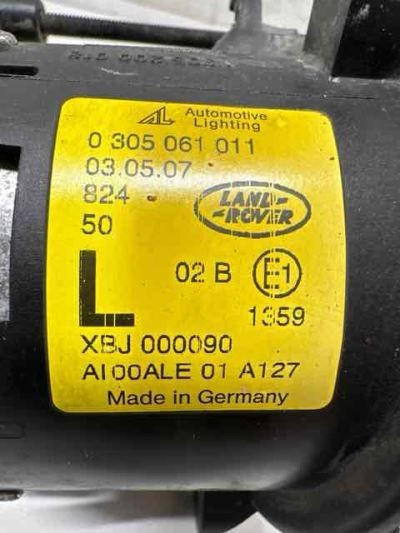 AL Automotive
Lighting
0 305 061 011
03.05.07
824
50
LAND-
-ROVER
L
02 B
E1
1359
XBJ 000090
AI00ALE 01 A127
Made in Germany